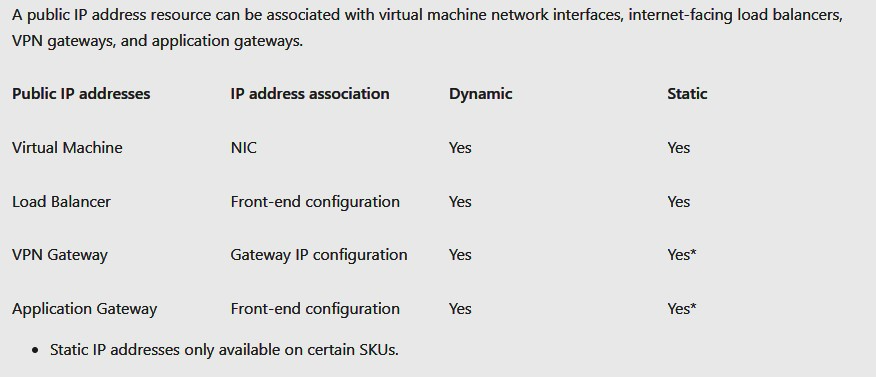 A public IP address resource can be associated with virtual machine network interfaces, internet-facing load balancers,
VPN gateways, and application gateways.
Public IP addresses IP address association Dynamic Static
Virtual Machine NIC Yes Yes
Load Balancer Front-end configuration Yes Yes
VPN Gateway Gateway IP configuration Yes Yes*
Application Gateway Front-end configuration Yes Yes*
• Static IP addresses only available on certain SKUs.